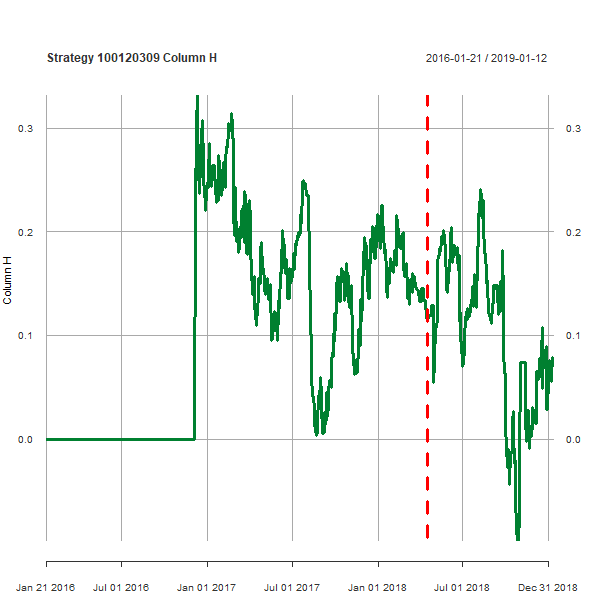 Strategy 100120309 Column H
2016-01-21 / 2019-01-12
0.3 0.3
0.2 0.2
0.1 0.1
0.0 0.0
Column H
Jan 21 2016 Jul 01 2016 Jan 01 2017 Jul 01 2017 Jan 01 2018 Jul 01 2018 Dec 31 2018